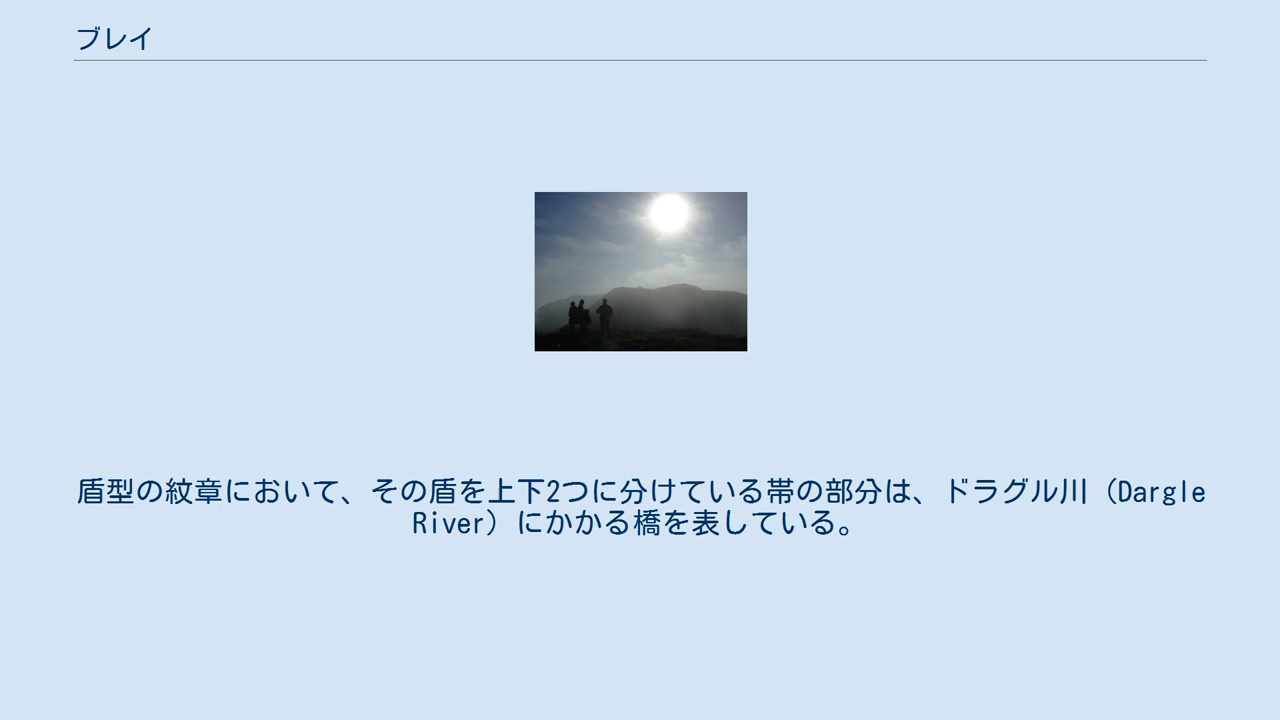 ブレイ
盾型の紋章において、その盾を上下2つに分けている帯の部分は、ドラグル川（Dargle
River）にかかる橋を表している。